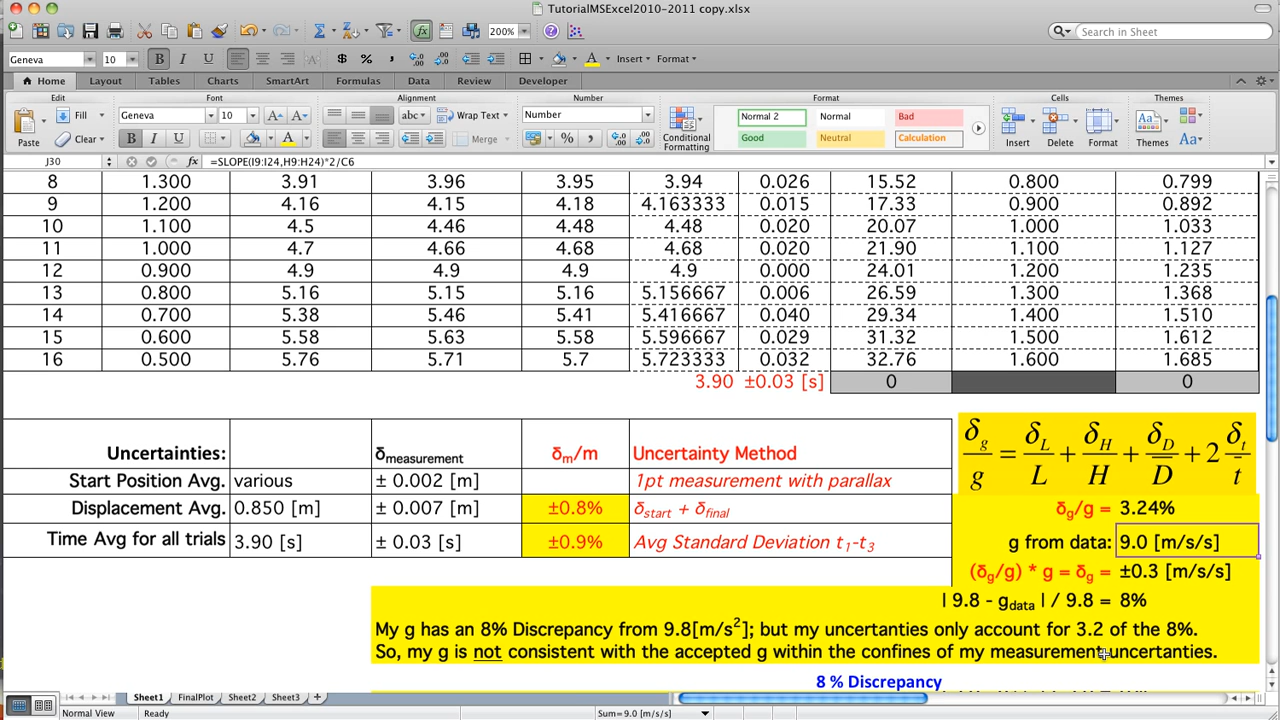 TutorialMSExcel2010-2011 copy.xlsx
200%
Search in Sheet
Geneva 10 B I U $ % Insert Format
Home Layout Tables Charts SmartArt Formulas Data Review Developer
Edit Font Alignment Number Format Cells Themes
Fill Geneva 10 A A abc Wrap Text Number Normal 2 Normal Bad
Paste Clear B I U A Merge % Conditional Formatting Good Neutral Calculation Insert Delete Format Themes Aa
J30 fx =SLOPE(I9:I24,H9:H24)*2/C6
8 1.300 3.91 3.96 3.95 3.94 0.026 15.52 0.800 0.799
9 1.200 4.16 4.15 4.18 4.163333 0.015 17.33 0.900 0.892
10 1.100 4.5 4.46 4.48 4.48 0.020 20.07 1.000 1.033
11 1.000 4.7 4.66 4.68 4.68 0.020 21.90 1.100 1.127
12 0.900 4.9 4.9 4.9 4.9 0.000 24.01 1.200 1.235
13 0.800 5.16 5.15 5.16 5.156667 0.006 26.59 1.300 1.368
14 0.700 5.38 5.46 5.41 5.416667 0.040 29.34 1.400 1.510
15 0.600 5.58 5.63 5.58 5.596667 0.029 31.32 1.500 1.612
16 0.500 5.76 5.71 5.7 5.723333 0.032 32.76 1.600 1.685
3.90 ±0.03 [s] 0 0
δg/g = δL/L + δH/H + δD/D + 2 δt/t
Uncertainties: δmeasurement δm/m Uncertainty Method
Start Position Avg. various ± 0.002 [m] 1pt measurement with parallax
Displacement Avg. 0.850 [m] ± 0.007 [m] ±0.8% δstart + δfinal δg/g = 3.24%
Time Avg for all trials 3.90 [s] ± 0.03 [s] ±0.9% Avg Standard Deviation t1-t3 g from data: 9.0 [m/s/s]
(δg/g) * g = δg = ±0.3 [m/s/s]
| 9.8 - gdata | / 9.8 = 8%
My g has an 8% Discrepancy from 9.8[m/s²]; but my uncertanties only account for 3.2 of the 8%.
So, my g is not consistent with the accepted g within the confines of my measurement uncertanties.
8 % Discrepancy
Sheet1 FinalPlot Sheet2 Sheet3 +
Normal View Ready Sum=9.0 [m/s/s]